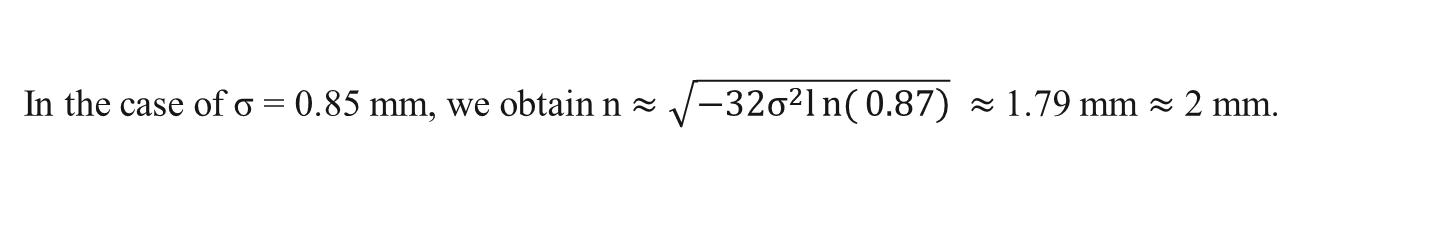 In the case of σ = 0.85 mm, we obtain n ≈ √−32σ²ln(0.87) ≈ 1.79 mm ≈ 2 mm.